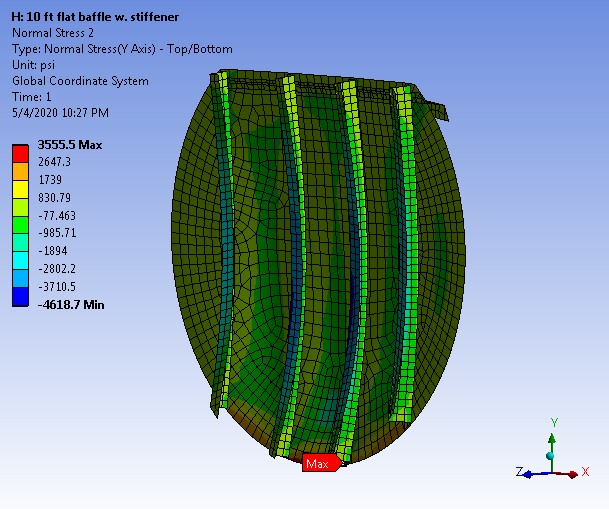 H: 10 ft flat baffle w. stiffener
Normal Stress 2
Type: Normal Stress(Y Axis) - Top/Bottom
Unit: psi
Global Coordinate System
Time: 1
5/4/2020 10:27 PM
3555.5 Max
2647.3
1739
830.79
-77.463
-985.71
-1894
-2802.2
-3710.5
-4618.7 Min
Max
Y
Z
X